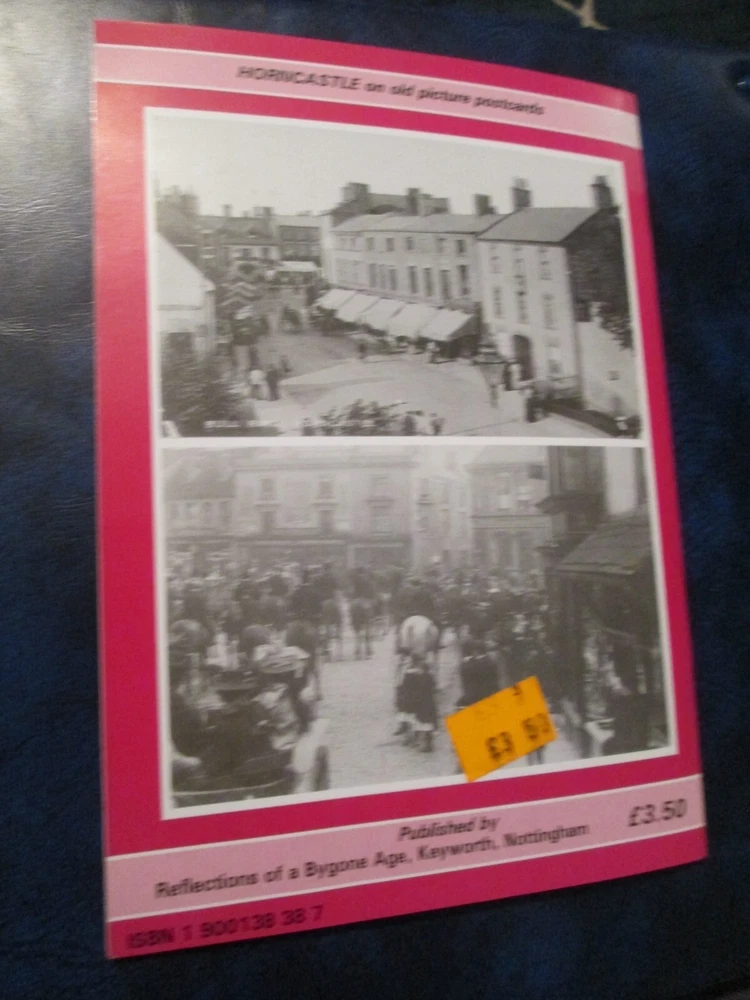 HORNCASTLE on old picture postcards
BULL
£3 50
Published by
Reflections of a Bygone Age, Keyworth, Nottingham
£3.50
ISBN 1 900138 38 7